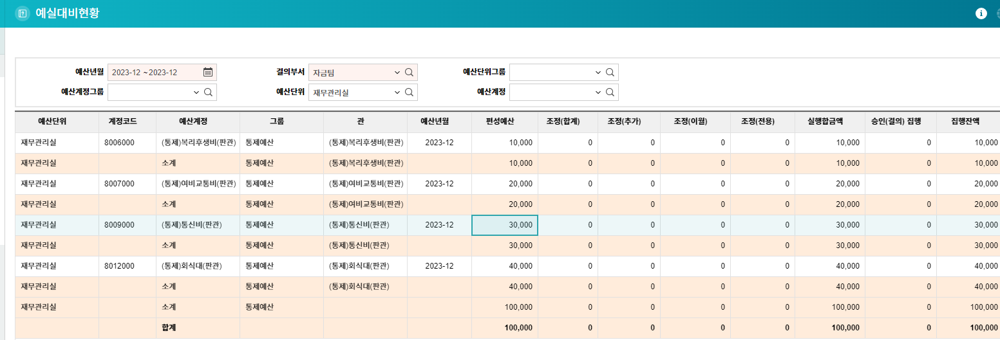 예실대비현황
예산년월 2023-12 ~ 2023-12 결의부서 자금팀 예산단위그룹
예산계정그룹 예산단위 재무관리실 예산계정
예산단위 계정코드 예산계정 그룹 관 예산년월 편성예산 조정(합계) 조정(추가) 조정(이월) 조정(전용) 실행합금액 승인(결의) 집행 집행잔액
재무관리실 8006000 (통제)복리후생비(판관) 통제예산 (통제)복리후생비(판관) 2023-12 10,000 0 0 0 0 10,000 0 10,000
재무관리실 소계 통제예산 (통제)복리후생비(판관) 10,000 0 0 0 0 10,000 0 10,000
재무관리실 8007000 (통제)여비교통비(판관) 통제예산 (통제)여비교통비(판관) 2023-12 20,000 0 0 0 0 20,000 0 20,000
재무관리실 소계 통제예산 (통제)여비교통비(판관) 20,000 0 0 0 0 20,000 0 20,000
재무관리실 8009000 (통제)통신비(판관) 통제예산 (통제)통신비(판관) 2023-12 30,000 0 0 0 0 30,000 0 30,000
재무관리실 소계 통제예산 (통제)통신비(판관) 30,000 0 0 0 0 30,000 0 30,000
재무관리실 8012000 (통제)회식대(판관) 통제예산 (통제)회식대(판관) 2023-12 40,000 0 0 0 0 40,000 0 40,000
재무관리실 소계 통제예산 (통제)회식대(판관) 40,000 0 0 0 0 40,000 0 40,000
재무관리실 소계 통제예산 100,000 0 0 0 0 100,000 0 100,000
합계 100,000 0 0 0 0 100,000 0 100,000